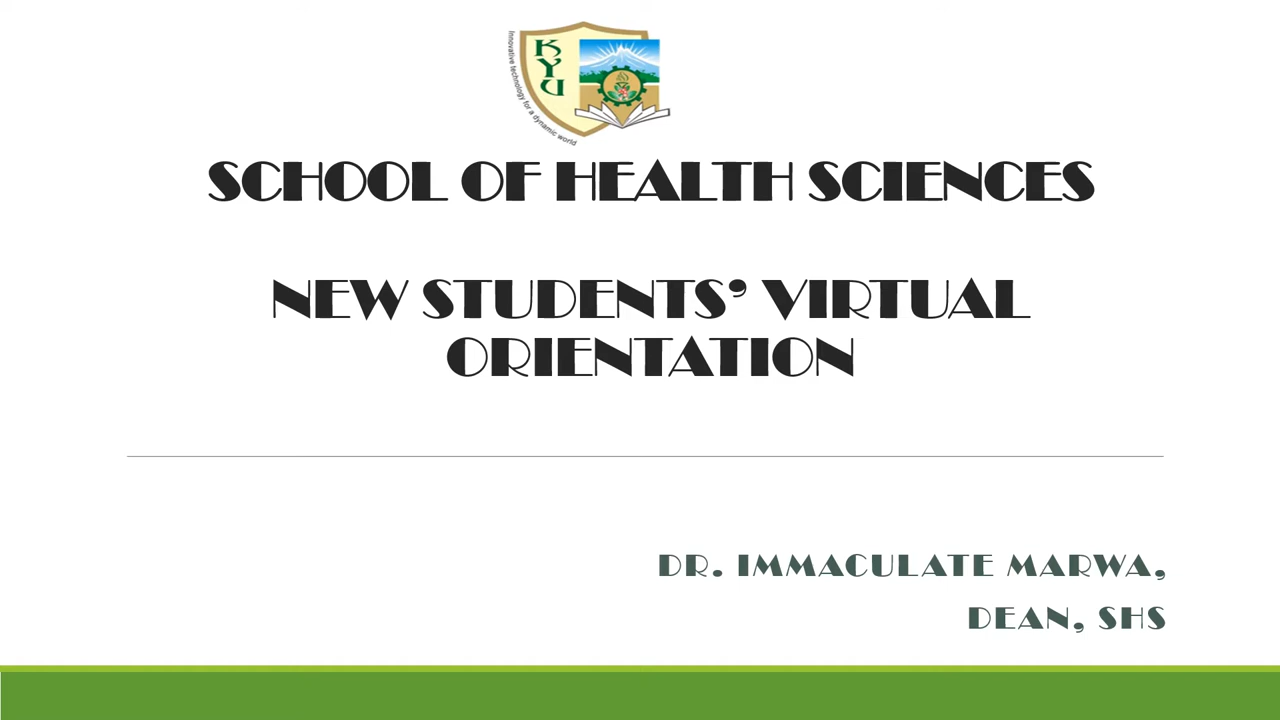 KYU
Innovative technology for a dynamic world
SCHOOL OF HEALTH SCIENCES
NEW STUDENTS’ VIRTUAL
ORIENTATION
DR. IMMACULATE MARWA,
DEAN, SHS